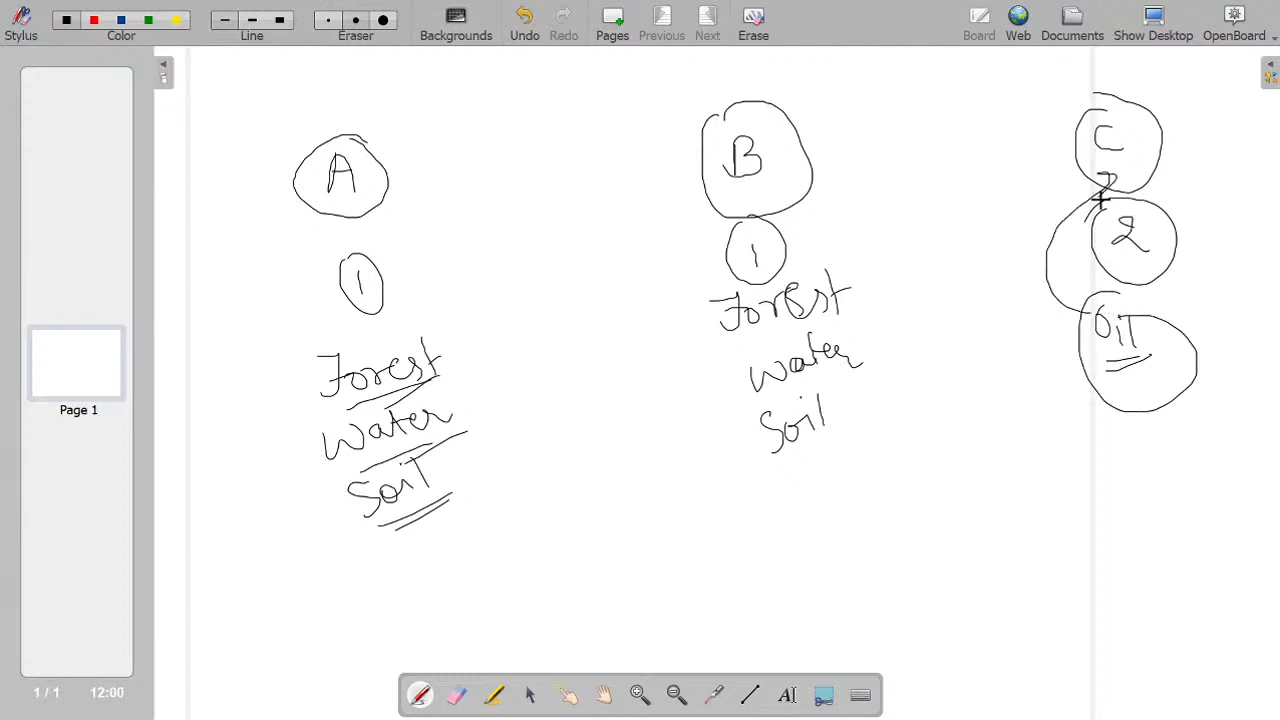 Stylus
Color
Line
Eraser
Backgrounds
Undo
Redo
Pages
Previous
Next
Erase
Board
Web
Documents
Show Desktop
OpenBoard
A
1
Forest
Water
Soil
B
1
Forest
Water
Soil
C
2
Oil
Page 1
1 / 1
12:00